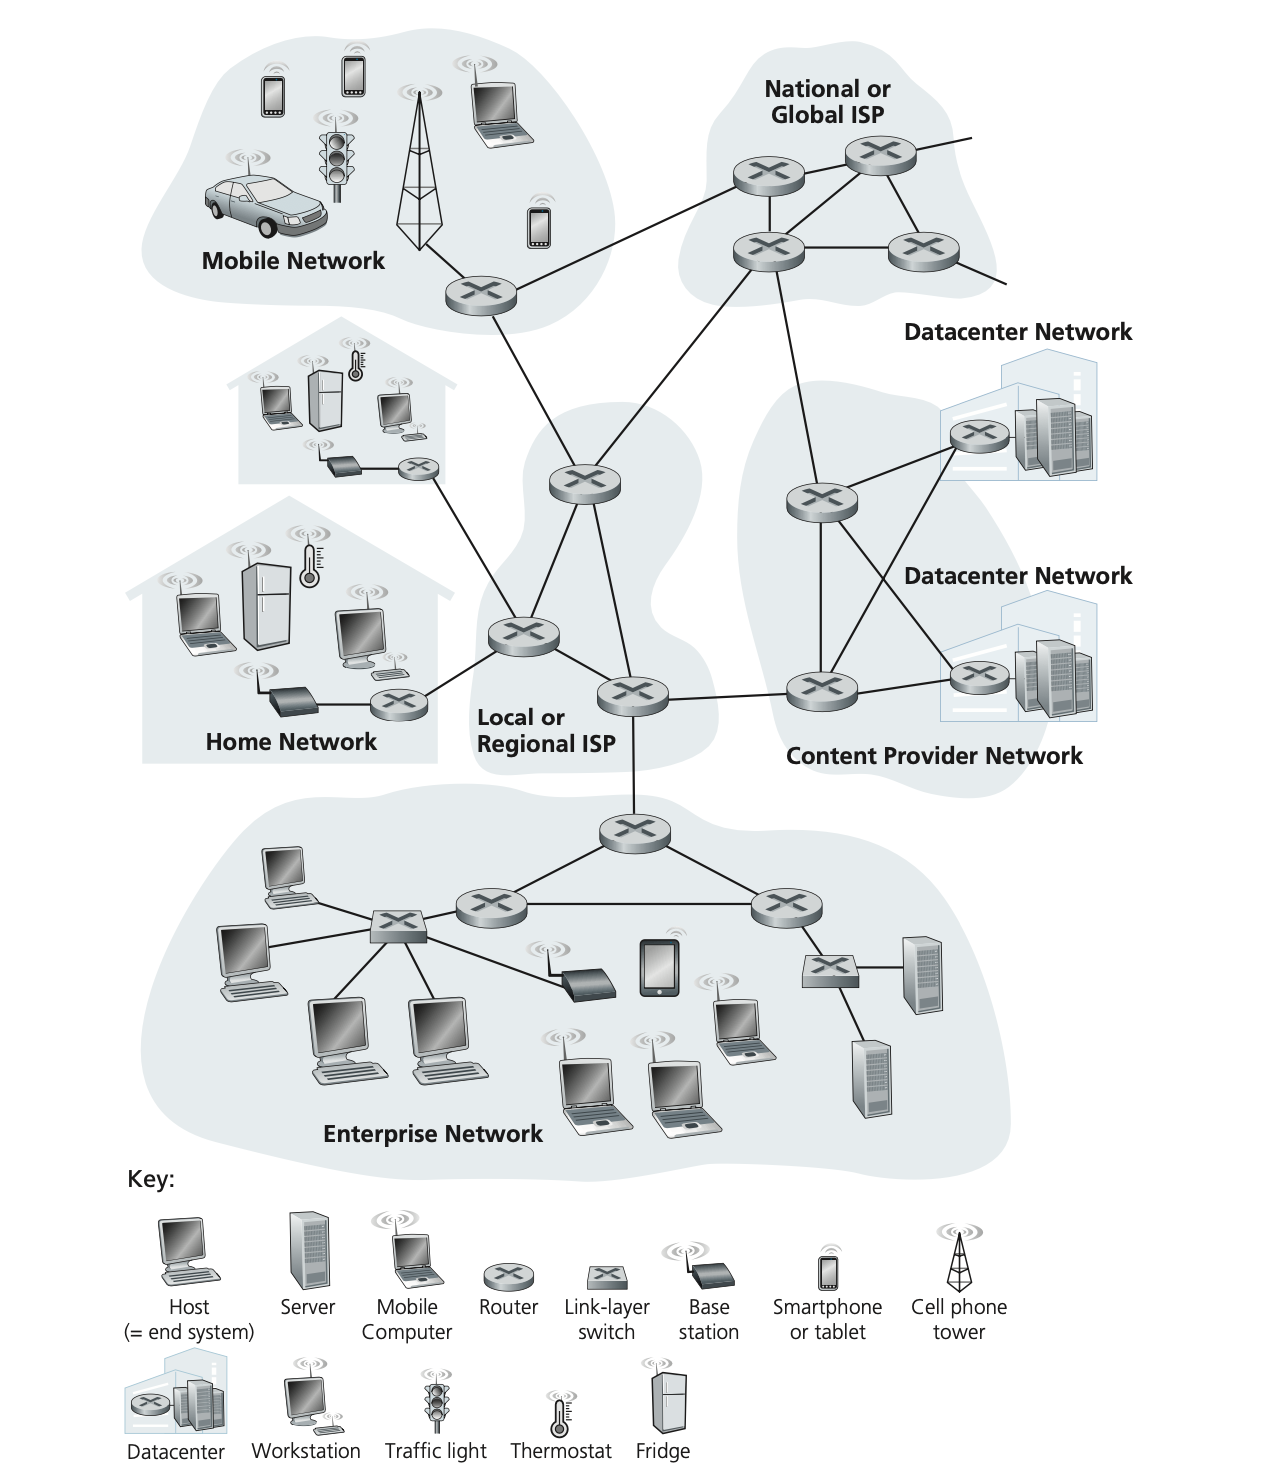 National or
Global ISP
Mobile Network
Datacenter Network
Datacenter Network
Local or
Regional ISP
Home Network
Content Provider Network
Enterprise Network
Key:
Host
(= end system)
Server
Mobile
Computer
Router
Link-layer
switch
Base
station
Smartphone
or tablet
Cell phone
tower
Datacenter
Workstation
Traffic light
Thermostat
Fridge